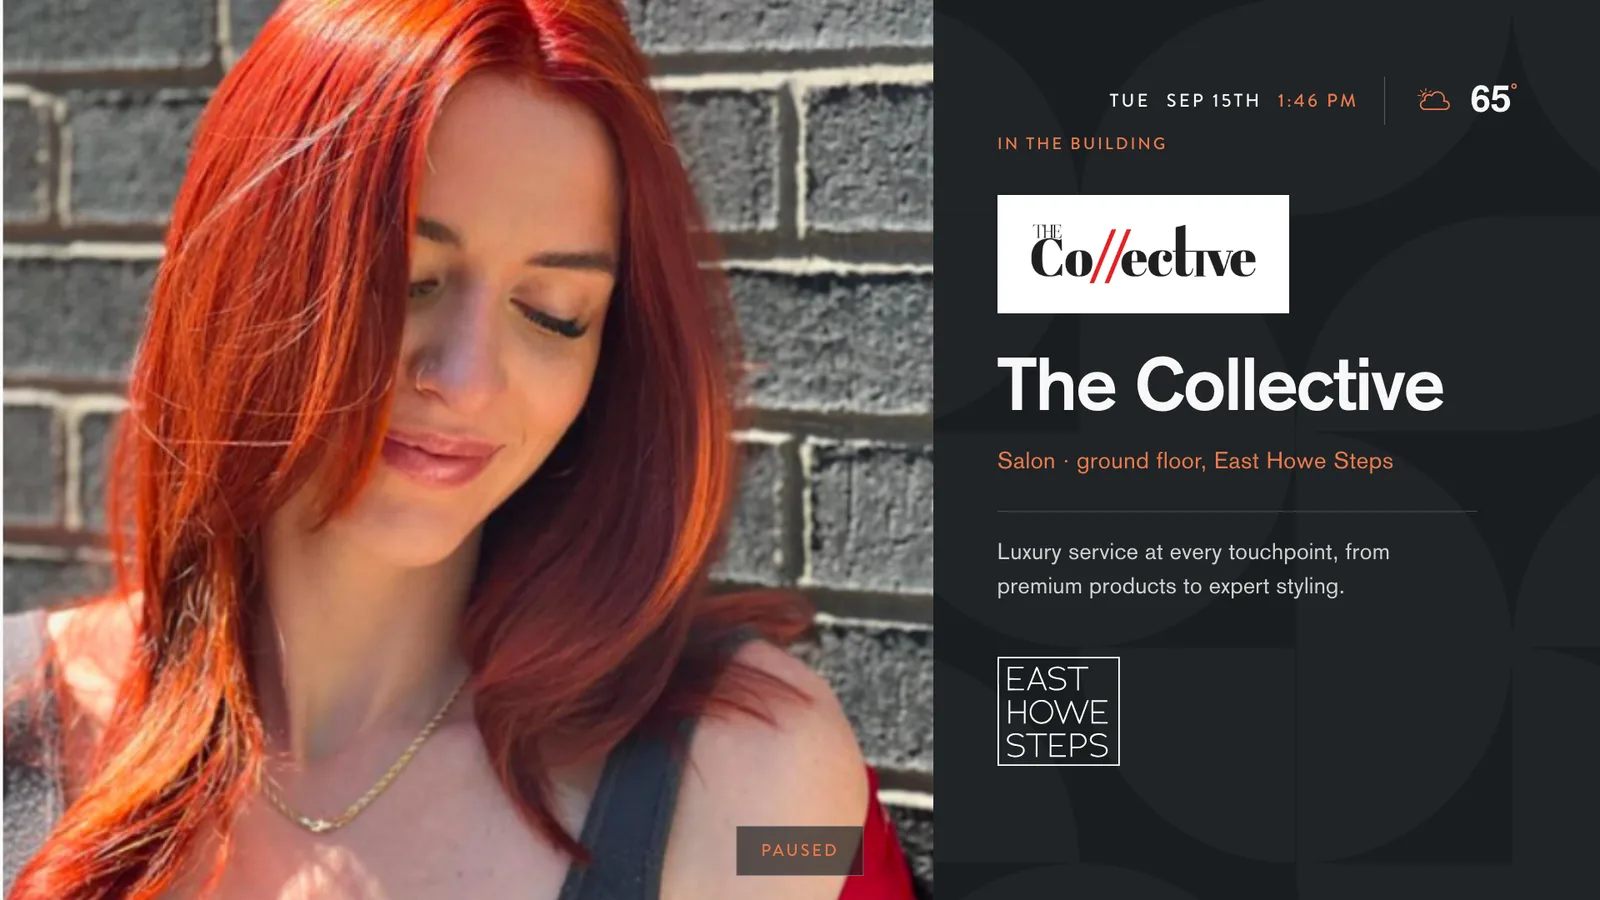 TUE SEP 15TH 1:46 PM 65°
IN THE BUILDING
THE
Co//ective
The Collective
Salon · ground floor, East Howe Steps
Luxury service at every touchpoint, from
premium products to expert styling.
EAST
HOWE
STEPS
PAUSED